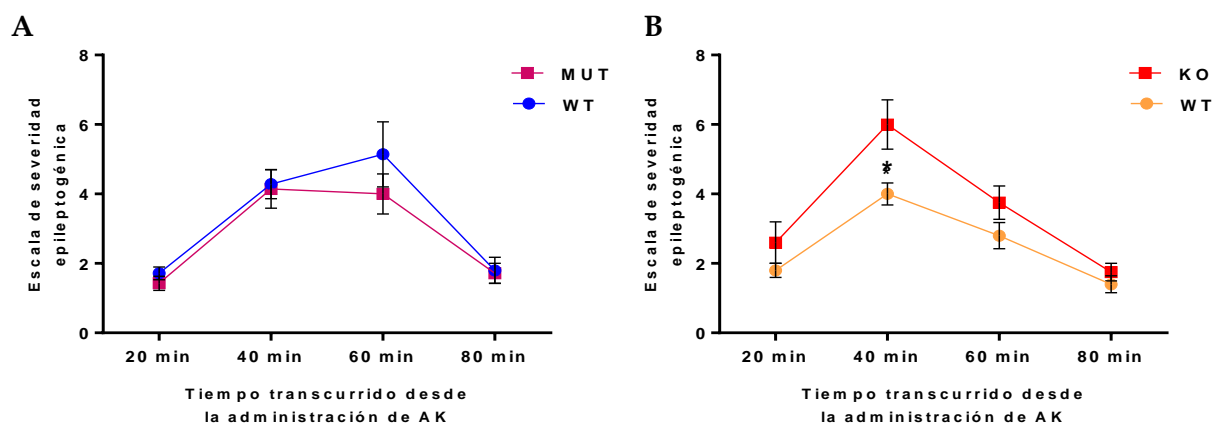 A
8
6
4
2
0
Escala de severidad
epileptogénica
MUT
WT
20 min 40 min 60 min 80 min
Tiempo transcurrido desde
la administración de AK
B
8
6
4
2
0
Escala de severidad
epileptogénica
KO
WT
*
20 min 40 min 60 min 80 min
Tiempo transcurrido desde
la administración de AK